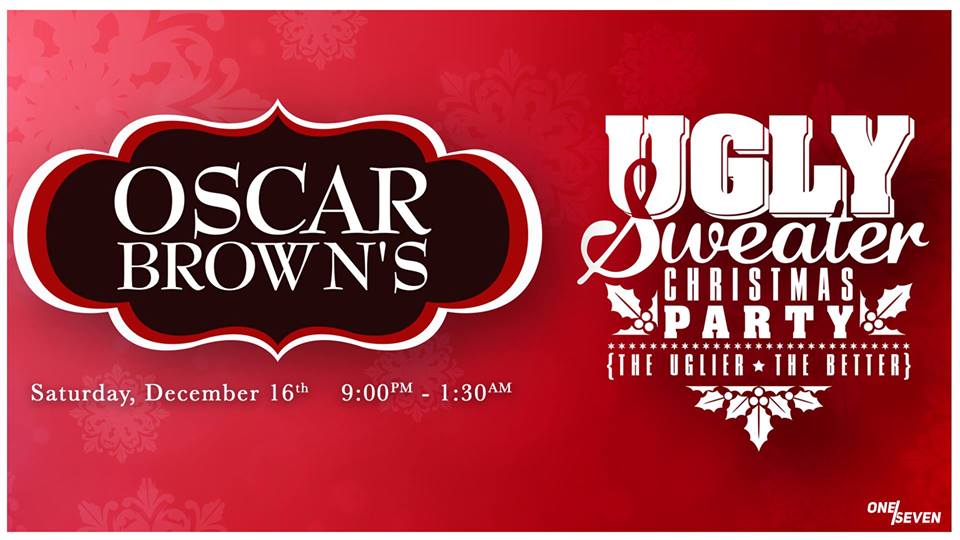 OSCAR
BROWN'S
Saturday, December 16th 9:00PM - 1:30AM
UGLY
Sweater
CHRISTMAS
PARTY
{THE UGLIER ★ THE BETTER}
ONE/SEVEN